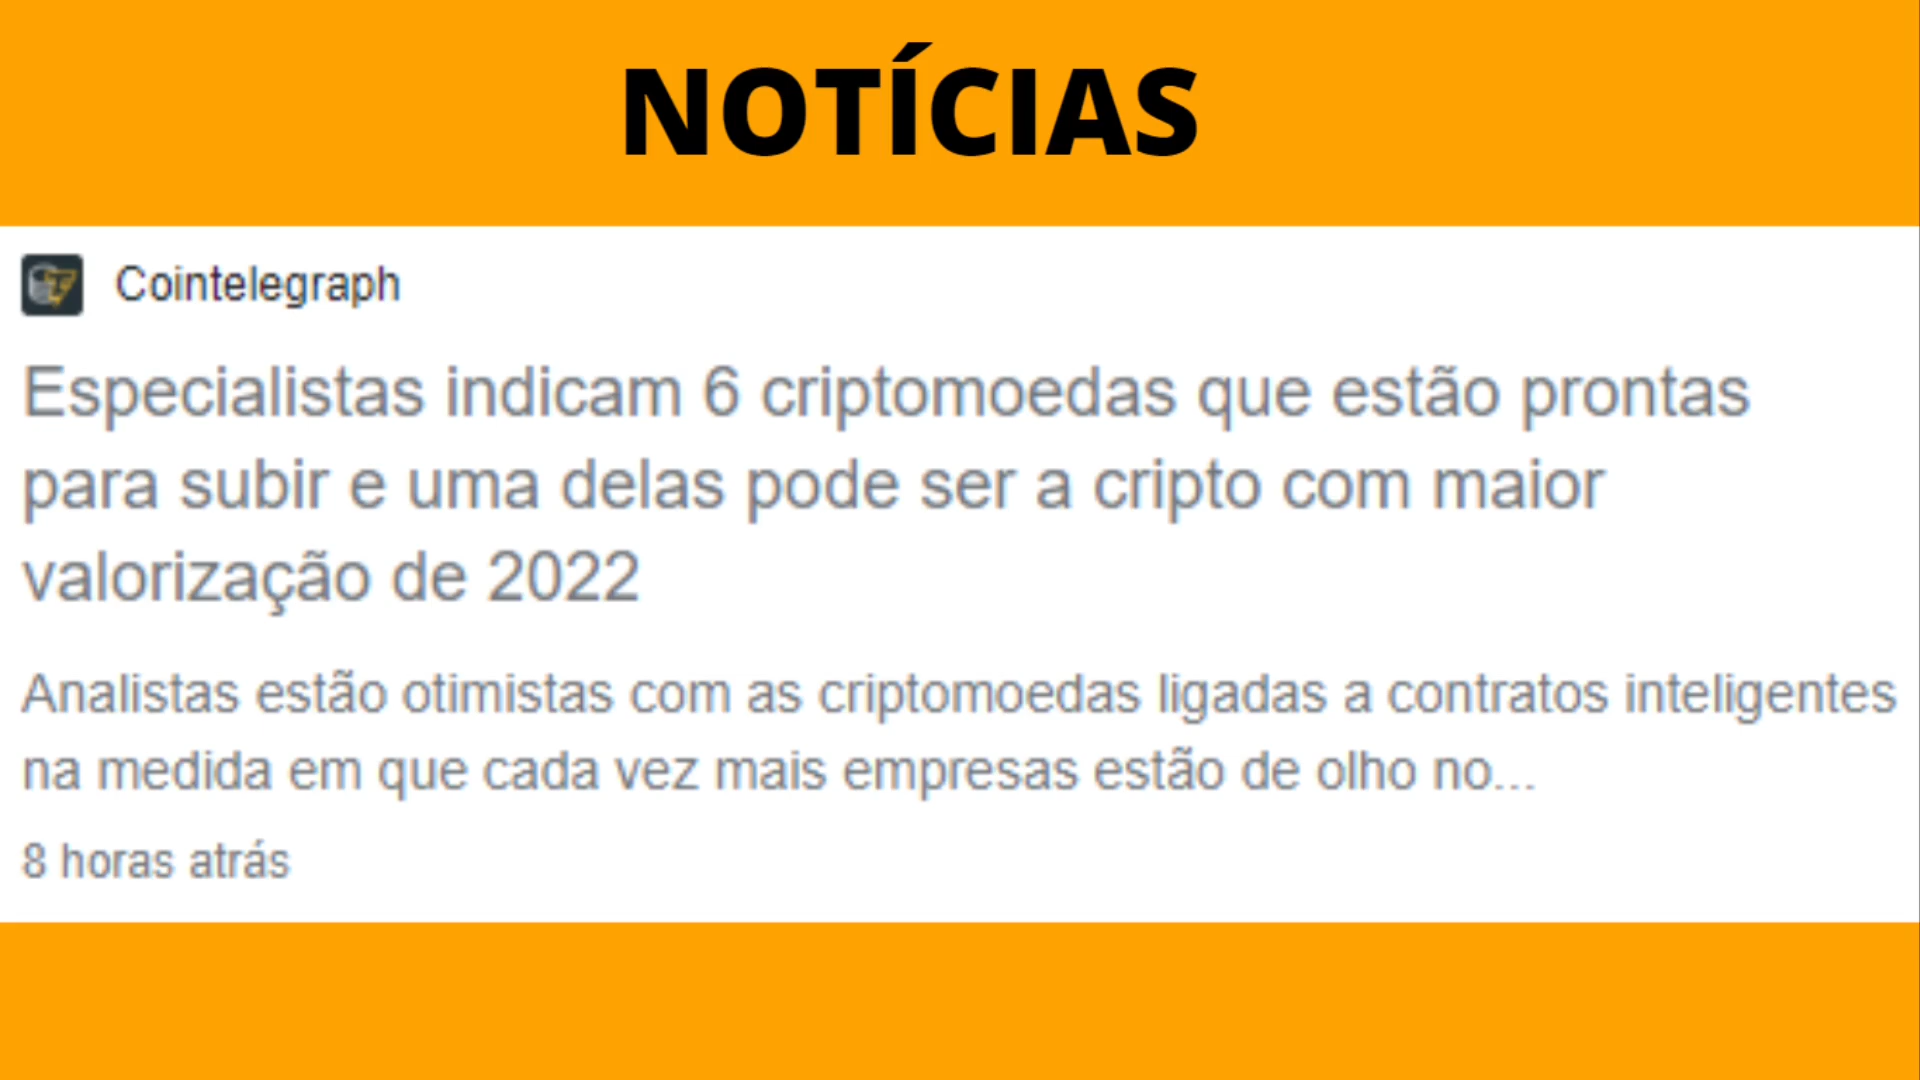 NOTÍCIAS
Cointelegraph
Especialistas indicam 6 criptomoedas que estão prontas
para subir e uma delas pode ser a cripto com maior
valorização de 2022
Analistas estão otimistas com as criptomoedas ligadas a contratos inteligentes
na medida em que cada vez mais empresas estão de olho no...
8 horas atrás